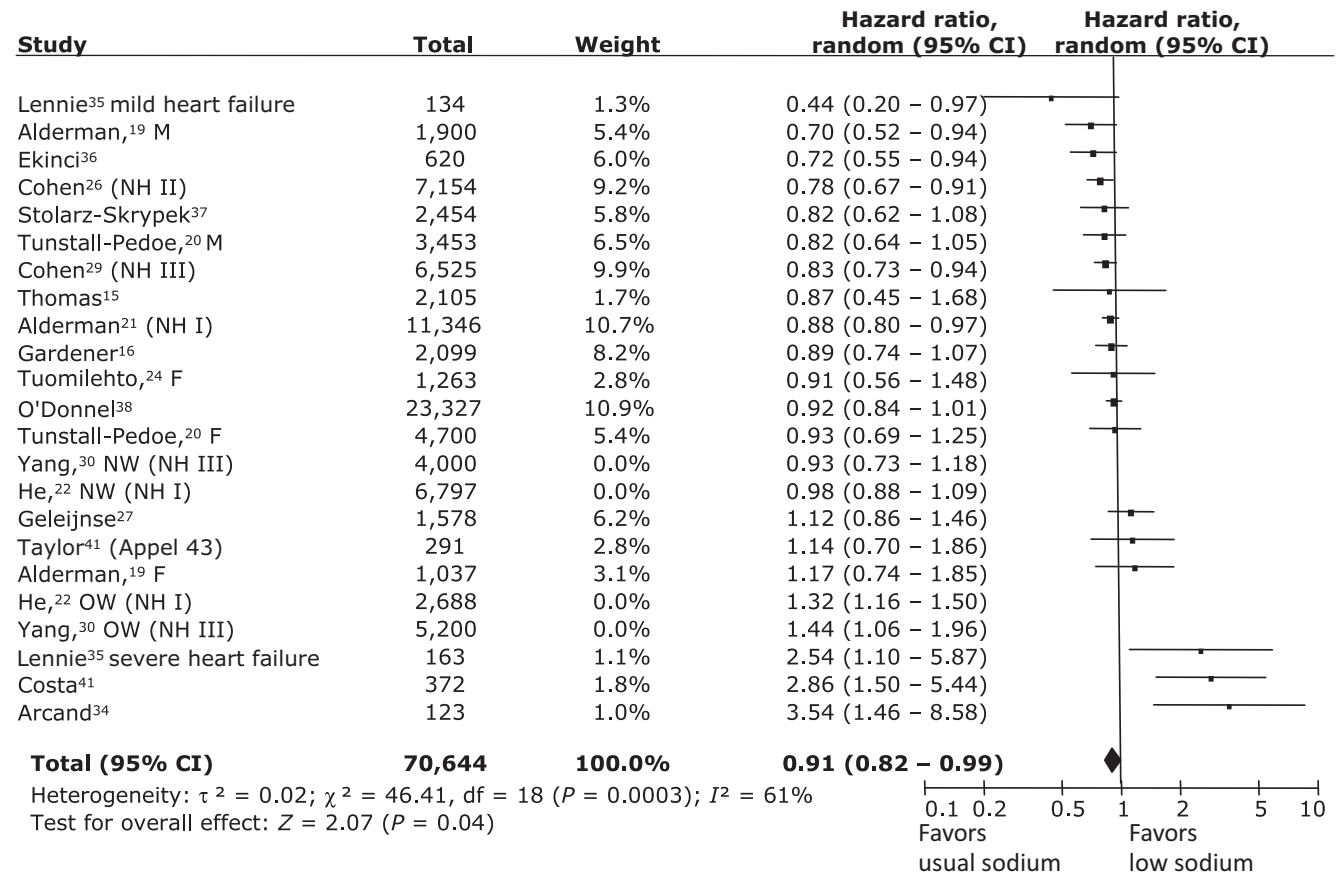 Hazard ratio, Hazard ratio,
Study Total Weight random (95% CI) random (95% CI)
Lennie³⁵ mild heart failure 134 1.3% 0.44 (0.20 – 0.97)
Alderman,¹⁹ M 1,900 5.4% 0.70 (0.52 – 0.94)
Ekinci³⁶ 620 6.0% 0.72 (0.55 – 0.94)
Cohen²⁶ (NH II) 7,154 9.2% 0.78 (0.67 – 0.91)
Stolarz-Skrypek³⁷ 2,454 5.8% 0.82 (0.62 – 1.08)
Tunstall-Pedoe,²⁰ M 3,453 6.5% 0.82 (0.64 – 1.05)
Cohen²⁹ (NH III) 6,525 9.9% 0.83 (0.73 – 0.94)
Thomas¹⁵ 2,105 1.7% 0.87 (0.45 – 1.68)
Alderman²¹ (NH I) 11,346 10.7% 0.88 (0.80 – 0.97)
Gardener¹⁶ 2,099 8.2% 0.89 (0.74 – 1.07)
Tuomilehto,²⁴ F 1,263 2.8% 0.91 (0.56 – 1.48)
O'Donnel³⁸ 23,327 10.9% 0.92 (0.84 – 1.01)
Tunstall-Pedoe,²⁰ F 4,700 5.4% 0.93 (0.69 – 1.25)
Yang,³⁰ NW (NH III) 4,000 0.0% 0.93 (0.73 – 1.18)
He,²² NW (NH I) 6,797 0.0% 0.98 (0.88 – 1.09)
Geleijnse²⁷ 1,578 6.2% 1.12 (0.86 – 1.46)
Taylor⁴¹ (Appel 43) 291 2.8% 1.14 (0.70 – 1.86)
Alderman,¹⁹ F 1,037 3.1% 1.17 (0.74 – 1.85)
He,²² OW (NH I) 2,688 0.0% 1.32 (1.16 – 1.50)
Yang,³⁰ OW (NH III) 5,200 0.0% 1.44 (1.06 – 1.96)
Lennie³⁵ severe heart failure 163 1.1% 2.54 (1.10 – 5.87)
Costa⁴¹ 372 1.8% 2.86 (1.50 – 5.44)
Arcand³⁴ 123 1.0% 3.54 (1.46 – 8.58)
Total (95% CI) 70,644 100.0% 0.91 (0.82 – 0.99)
Heterogeneity: τ ² = 0.02; χ ² = 46.41, df = 18 (P = 0.0003); I² = 61%
Test for overall effect: Z = 2.07 (P = 0.04)
0.1 0.2 0.5 1 2 5 10
Favors Favors
usual sodium low sodium